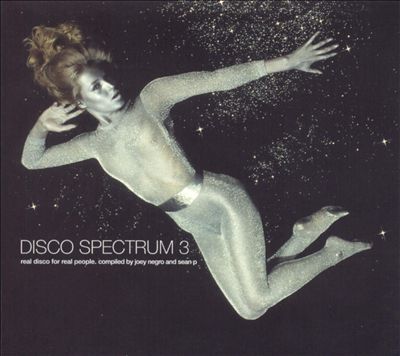 DISCO SPECTRUM 3
real disco for real people. compiled by joey negro and sean p